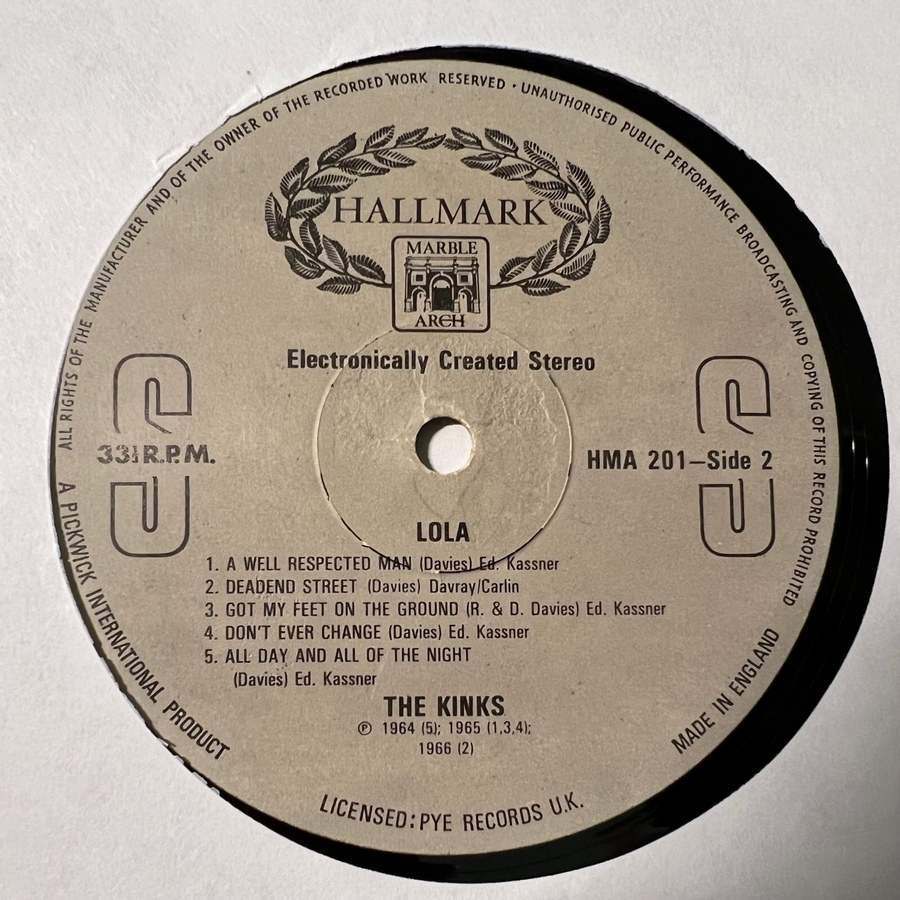 ALL RIGHTS OF THE MANUFACTURER AND OF THE OWNER OF THE RECORDED WORK RESERVED · UNAUTHORISED PUBLIC PERFORMANCE BROADCASTING AND COPYING OF THIS RECORD PROHIBITED
HALLMARK
MARBLE
ARCH
Electronically Created Stereo
33⅓ R.P.M.
HMA 201–Side 2
LOLA
1. A WELL RESPECTED MAN (Davies) Ed. Kassner
2. DEADEND STREET (Davies) Davray/Carlin
3. GOT MY FEET ON THE GROUND (R. & D. Davies) Ed. Kassner
4. DON'T EVER CHANGE (Davies) Ed. Kassner
5. ALL DAY AND ALL OF THE NIGHT
(Davies) Ed. Kassner
THE KINKS
℗ 1964 (5); 1965 (1,3,4);
1966 (2)
A PICKWICK INTERNATIONAL PRODUCT
LICENSED: PYE RECORDS U.K.
MADE IN ENGLAND